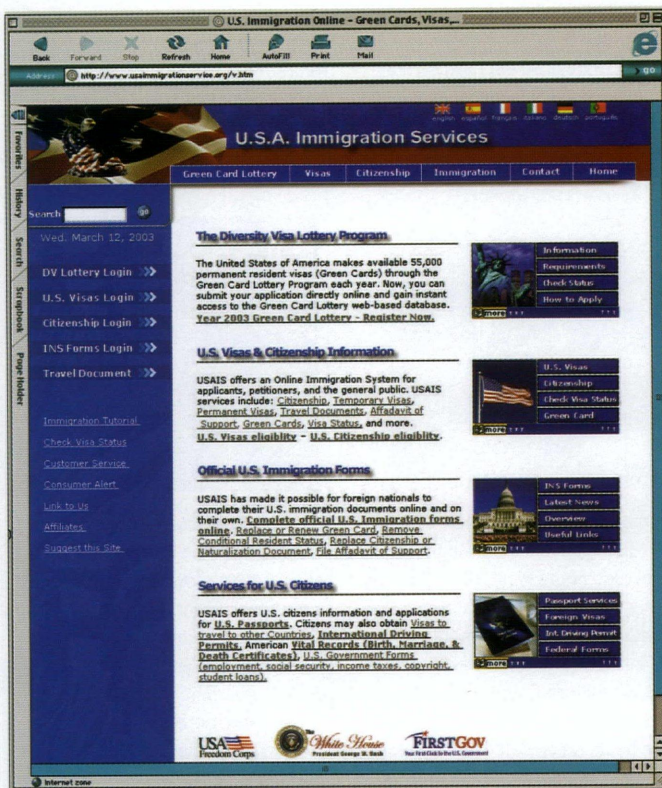 U.S. Immigration Online – Green Cards, Visas,...
Back Forward Stop Refresh Home AutoFill Print Mail
Address http://www.usaimmigrationservice.org/v.htm go
Favorites
History
Search
Scrapbook
Page Holder
english español français italiano deutsch português
U.S.A. Immigration Services
Green Card Lottery Visas Citizenship Immigration Contact Home
Search go
Wed. March 12, 2003
DV Lottery Login
U.S. Visas Login
Citizenship Login
INS Forms Login
Travel Document
Immigration Tutorial
Check Visa Status
Customer Service
Consumer Alert
Link to Us
Affiliates
Suggest this Site
The Diversity Visa Lottery Program
The United States of America makes available 55,000
permanent resident visas (Green Cards) through the
Green Card Lottery Program each year. Now, you can
submit your application directly online and gain instant
access to the Green Card Lottery web-based database.
Year 2003 Green Card Lottery - Register Now.
Information
Requirements
Check Status
How to Apply
more
U.S. Visas & Citizenship Information
USAIS offers an Online Immigration System for
applicants, petitioners, and the general public. USAIS
services include: Citizenship, Temporary Visas,
Permanent Visas, Travel Documents, Affadavit of
Support, Green Cards, Visa Status, and more.
U.S. Visas eligiblity - U.S. Citizenship eligiblity.
U.S. Visas
Citizenship
Check Visa Status
Green Card
more
Official U.S. Immigration Forms
USAIS has made it possible for foreign nationals to
complete their U.S. immigration documents online and on
their own. Complete official U.S. Immigration forms
online. Replace or Renew Green Card, Remove
Conditional Resident Status, Replace Citizenship or
Naturalization Document, File Affadavit of Support.
INS Forms
Latest News
Overview
Useful Links
more
Services for U.S. Citizens
USAIS offers U.S. citizens information and applications
for U.S. Passports. Citizens may also obtain Visas to
travel to other Countries, International Driving
Permits, American Vital Records (Birth, Marriage, &
Death Certificates), U.S. Government Forms
(employment, social security, income taxes, copyright,
student loans).
Passport Services
Foreign Visas
Int. Driving Permit
Federal Forms
more
USA
Freedom Corps
The
White House
President George W. Bush
FIRSTGOV
Your First Click to the U.S. Government
Internet zone